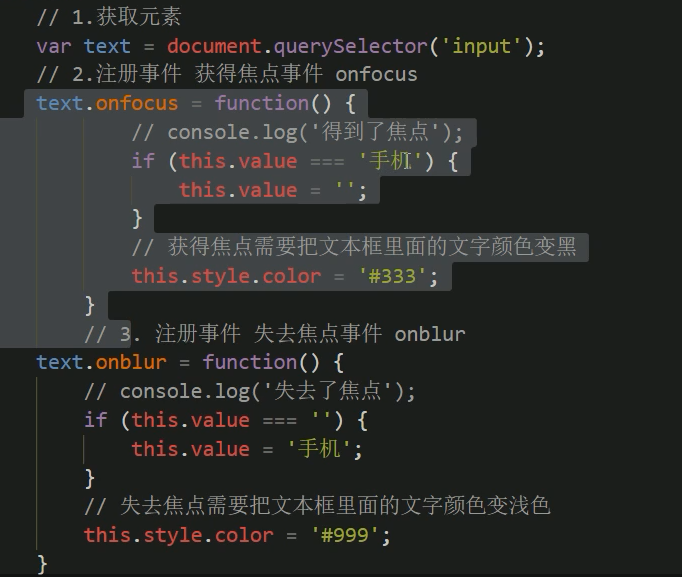 // 1.获取元素
var text = document.querySelector('input');
// 2.注册事件 获得焦点事件 onfocus
text.onfocus = function() {
// console.log('得到了焦点');
if (this.value === '手机') {
this.value = '';
}
// 获得焦点需要把文本框里面的文字颜色变黑
this.style.color = '#333';
}
// 3. 注册事件 失去焦点事件 onblur
text.onblur = function() {
// console.log('失去了焦点');
if (this.value === '') {
this.value = '手机';
}
// 失去焦点需要把文本框里面的文字颜色变浅色
this.style.color = '#999';
}